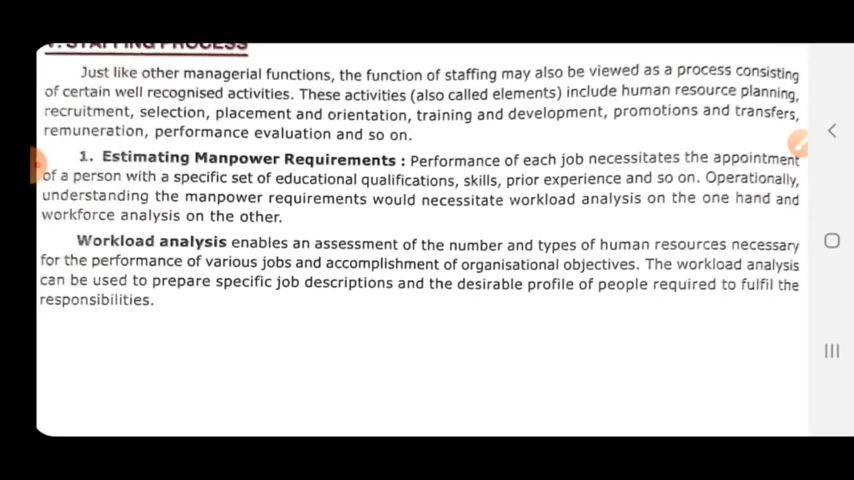 V. STAFFING PROCESS
Just like other managerial functions, the function of staffing may also be viewed as a process consisting
of certain well recognised activities. These activities (also called elements) include human resource planning,
recruitment, selection, placement and orientation, training and development, promotions and transfers,
remuneration, performance evaluation and so on.
1. Estimating Manpower Requirements : Performance of each job necessitates the appointment
of a person with a specific set of educational qualifications, skills, prior experience and so on. Operationally,
understanding the manpower requirements would necessitate workload analysis on the one hand and
workforce analysis on the other.
Workload analysis enables an assessment of the number and types of human resources necessary
for the performance of various jobs and accomplishment of organisational objectives. The workload analysis
can be used to prepare specific job descriptions and the desirable profile of people required to fulfil the
responsibilities.